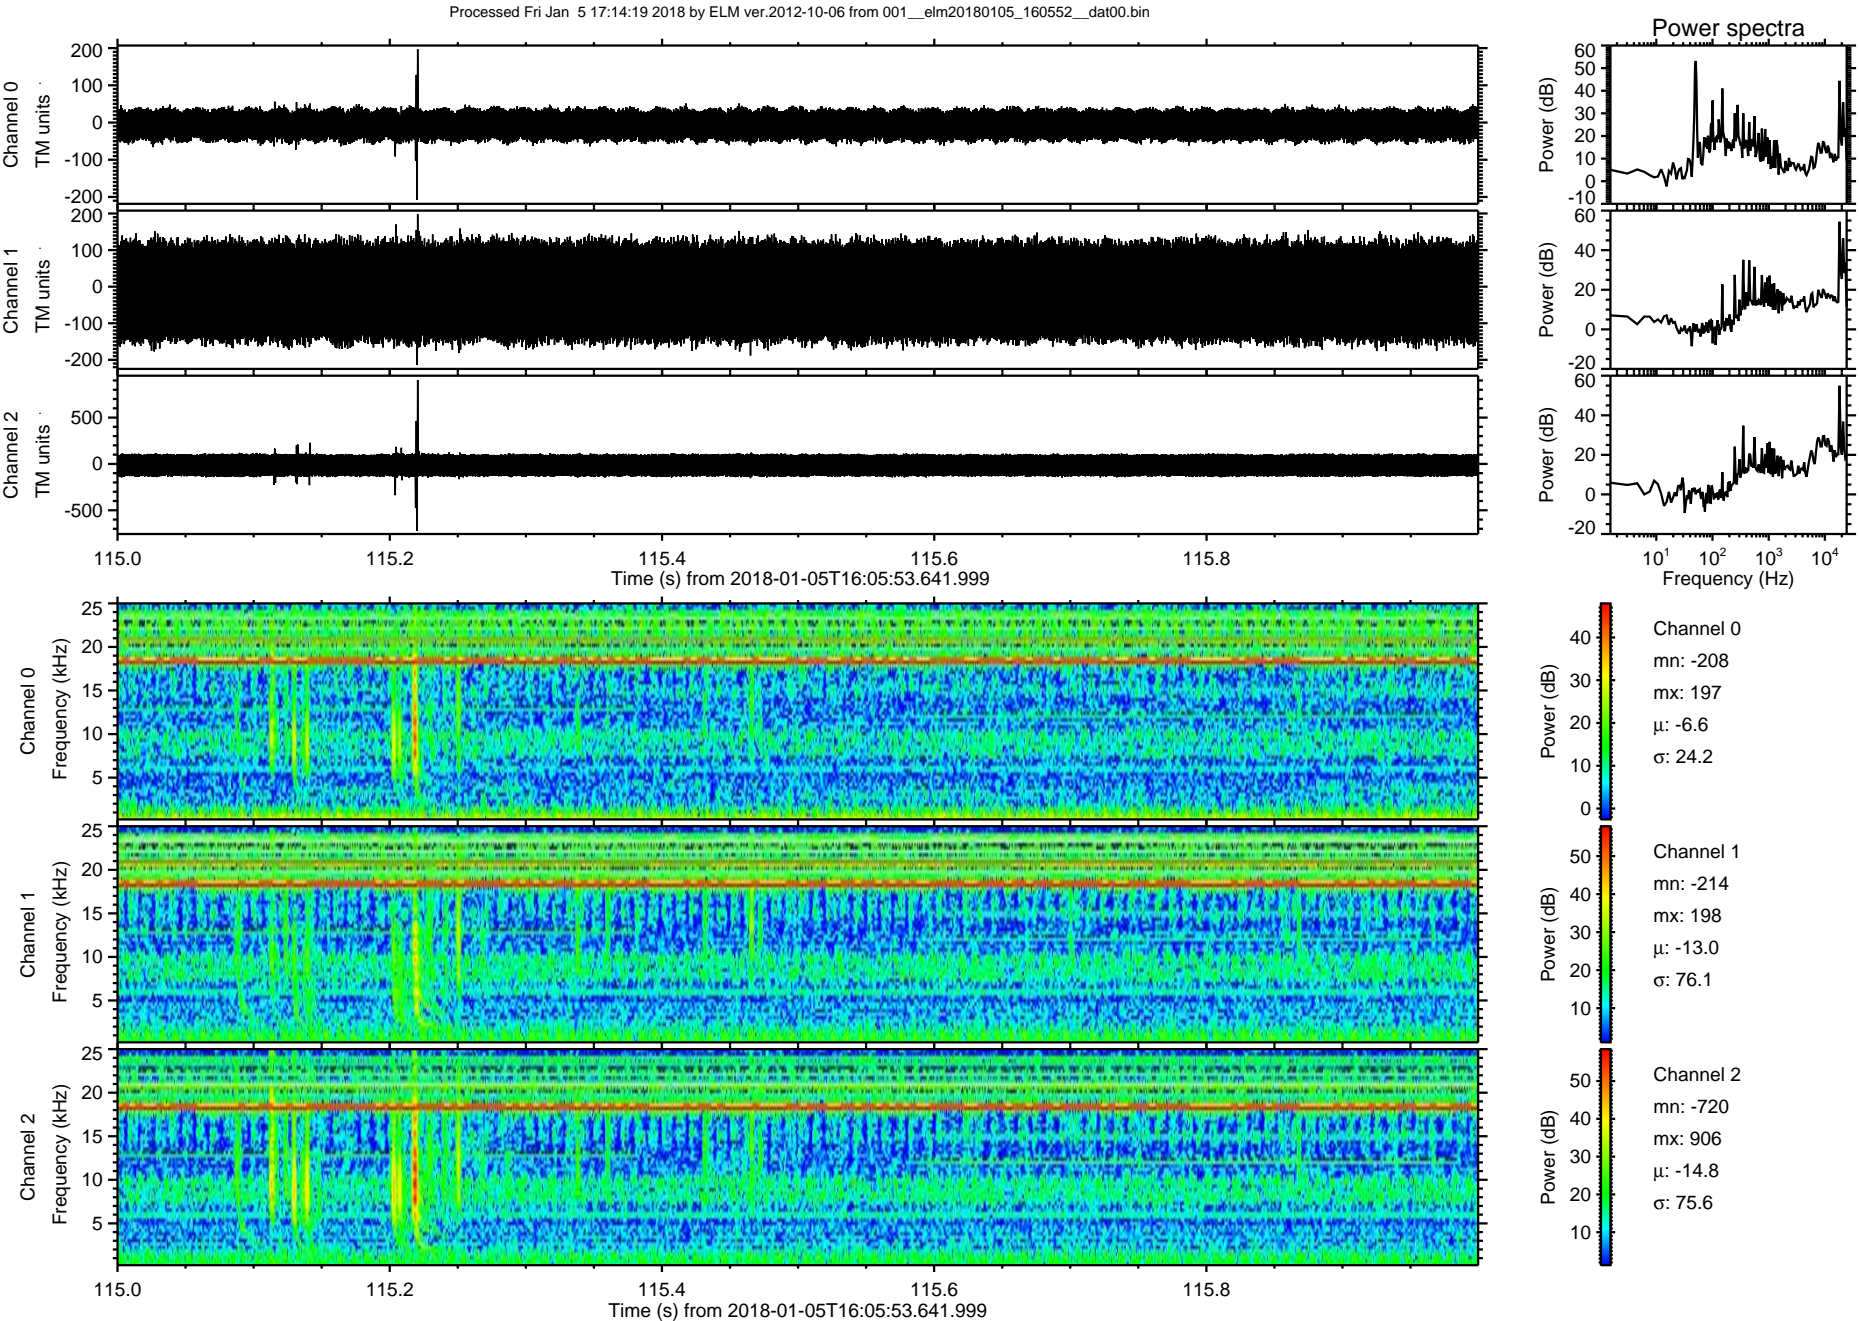 Processed Fri Jan  5 17:14:19 2018 by ELM ver.2012-10-06 from 001__elm20180105_160552__dat00.bin
Power spectra
Channel 0
TM units
200
100
0
-100
-200
Power (dB)
60
50
40
30
20
10
0
-10
Channel 1
TM units
200
100
0
-100
-200
Power (dB)
60
40
20
0
-20
Channel 2
TM units
500
0
-500
Power (dB)
60
40
20
0
-20
115.0 115.2 115.4 115.6 115.8
Time (s) from 2018-01-05T16:05:53.641.999
10^1 10^2 10^3 10^4
Frequency (Hz)
Channel 0
Frequency (kHz)
25
20
15
10
5
Power (dB)
40
30
20
10
0
Channel 0
mn: -208
mx: 197
μ: -6.6
σ: 24.2
Channel 1
Frequency (kHz)
25
20
15
10
5
Power (dB)
50
40
30
20
10
Channel 1
mn: -214
mx: 198
μ: -13.0
σ: 76.1
Channel 2
Frequency (kHz)
25
20
15
10
5
Power (dB)
50
40
30
20
10
Channel 2
mn: -720
mx: 906
μ: -14.8
σ: 75.6
115.0 115.2 115.4 115.6 115.8
Time (s) from 2018-01-05T16:05:53.641.999